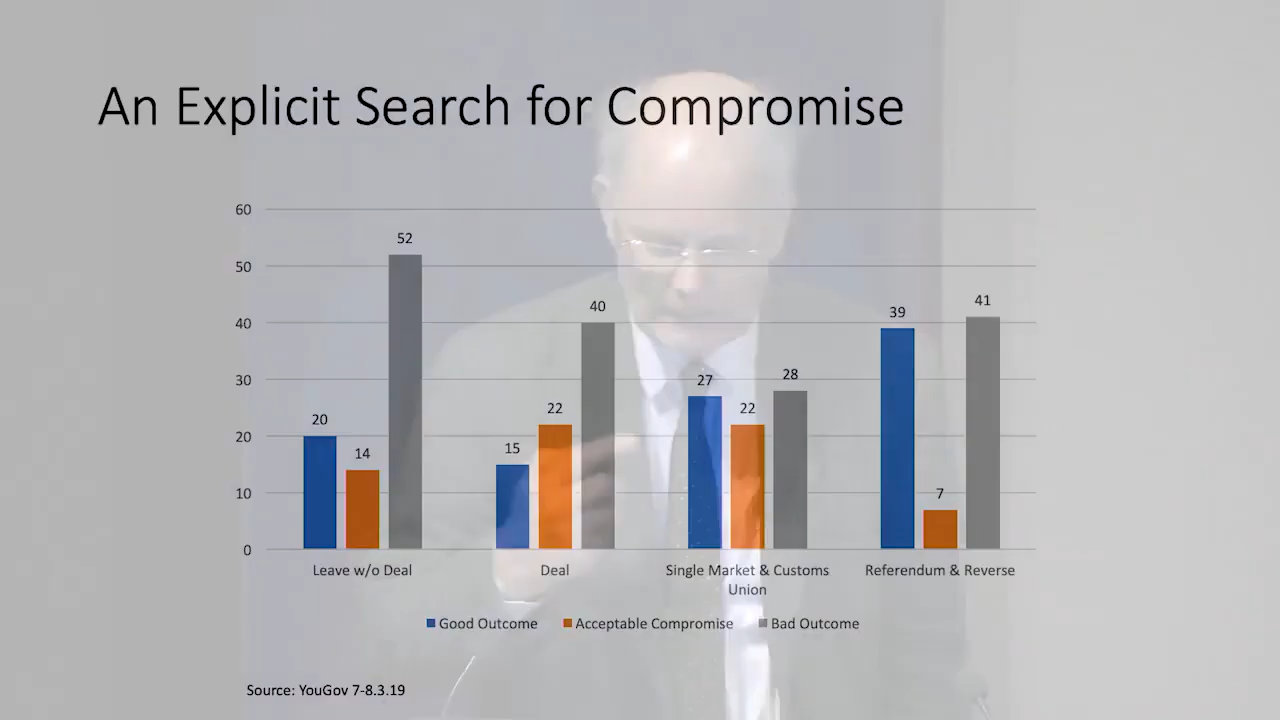 An Explicit Search for Compromise
60
50
40
30
20
10
0
20
14
52
15
22
40
27
22
28
39
7
41
Leave w/o Deal
Deal
Single Market & Customs
Union
Referendum & Reverse
Good Outcome
Acceptable Compromise
Bad Outcome
Source: YouGov 7-8.3.19